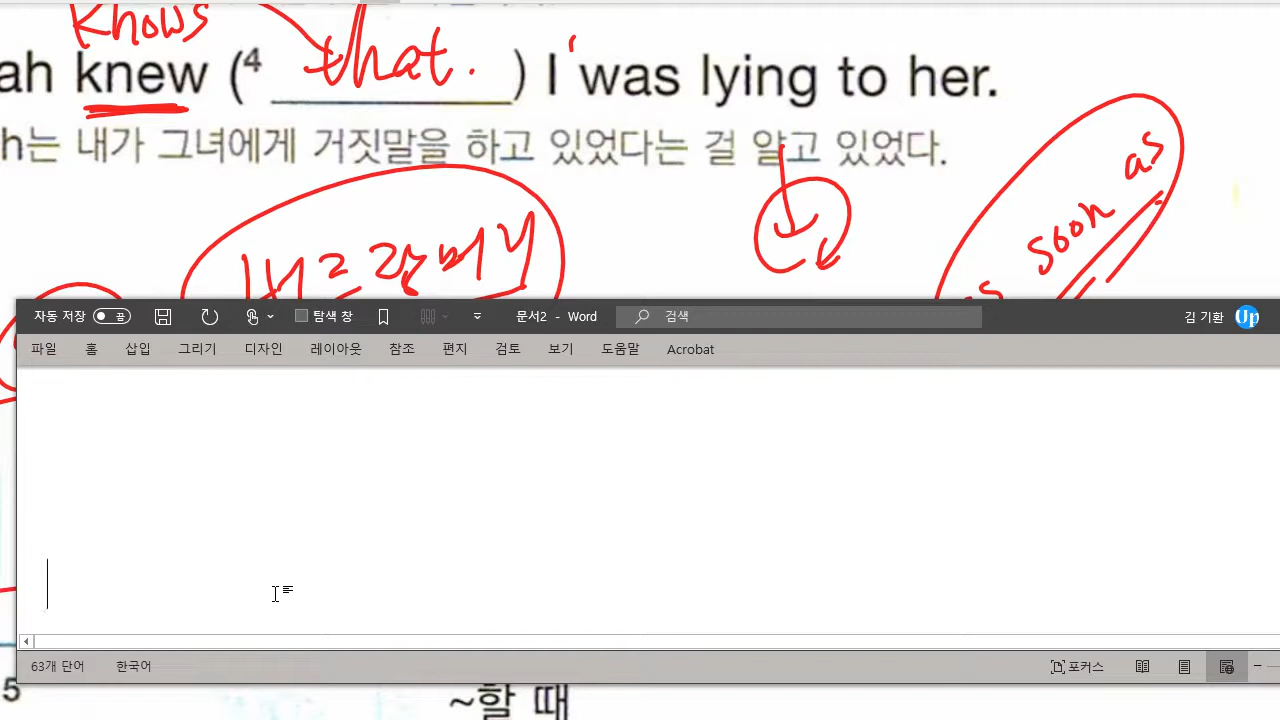 knows
ah knew (4 that. ) I was lying to her.
h는 내가 그녀에게 거짓말을 하고 있었다는 걸 알고 있었다.
soon as
자동 저장 끔 탐색 창 문서2 - Word 검색 김 기환 Up
파일 홈 삽입 그리기 디자인 레이아웃 참조 편지 검토 보기 도움말 Acrobat
63개 단어 한국어 포커스
5 ~할 때